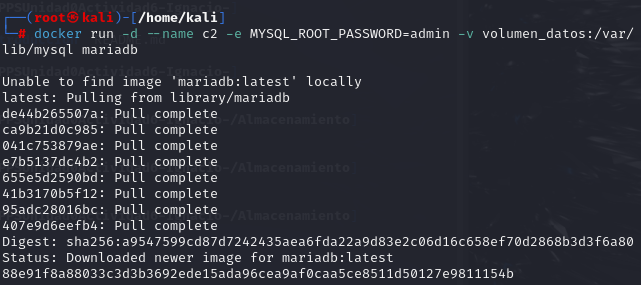 ┌──(root㉿kali)-[/home/kali]
└─# docker run -d --name c2 -e MYSQL_ROOT_PASSWORD=admin -v volumen_datos:/var/
lib/mysql mariadb
Unable to find image 'mariadb:latest' locally
latest: Pulling from library/mariadb
de44b265507a: Pull complete
ca9b21d0c985: Pull complete
041c753879ae: Pull complete
e7b5137dc4b2: Pull complete
655e5d2590bd: Pull complete
41b3170b5f12: Pull complete
95adc28016bc: Pull complete
407e9d6eefb4: Pull complete
Digest: sha256:a9547599cd87d7242435aea6fda22a9d83e2c06d16c658ef70d2868b3d3f6a80
Status: Downloaded newer image for mariadb:latest
88e91f8a88033c3d3b3692ede15ada96cea9af0caa5ce8511d50127e9811154b